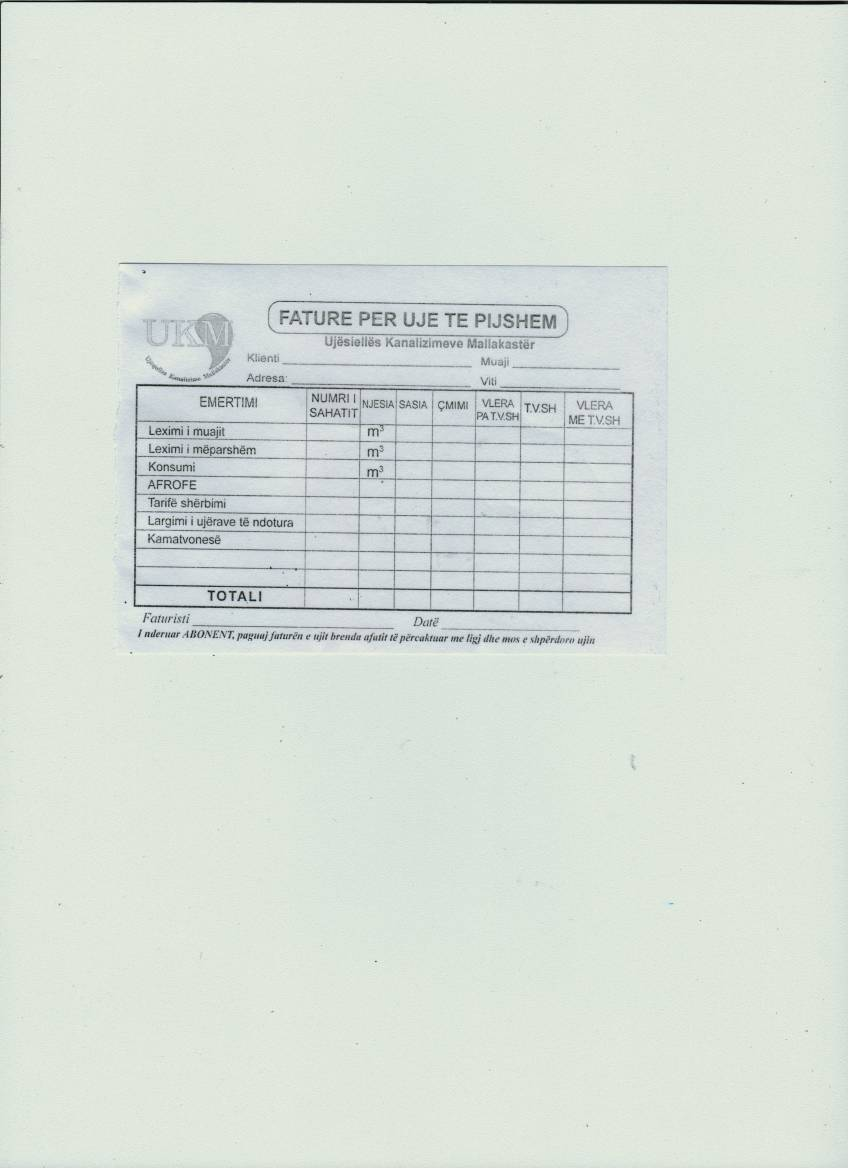 UKM
Ujësjellës Kanalizime Mallakastër
FATURE PER UJE TE PIJSHEM
Ujësiellës Kanalizimeve Mallakastër
Klienti Muaji
Adresa: Viti
EMERTIMI NUMRI I SAHATIT NJESIA SASIA ÇMIMI VLERA PA T.V.SH T.V.SH VLERA ME T.V.SH
Leximi i muajit m³
Leximi i mëparshëm m³
Konsumi m³
AFROFE
Tarifë shërbimi
Largimi i ujërave të ndotura
Kamatvonesë
TOTALI
Faturisti Datë
I nderuar ABONENT, paguaj faturën e ujit brenda afatit të përcaktuar me ligj dhe mos e shpërdoro ujin